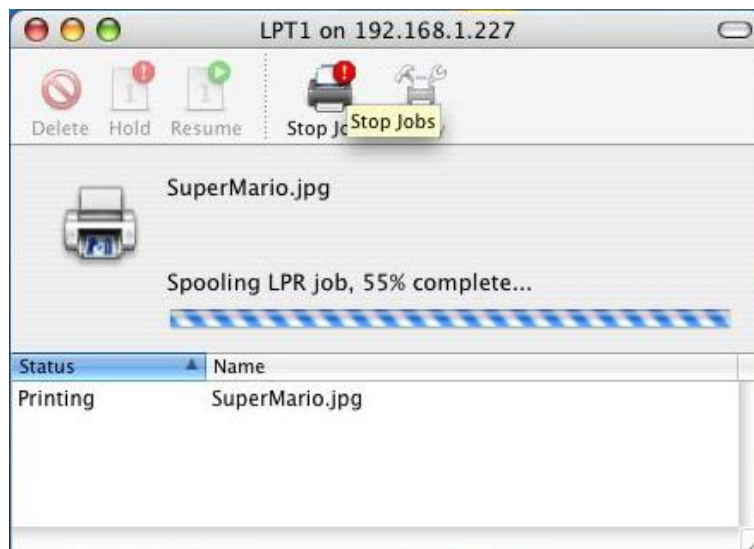 LPT1 on 192.168.1.227
Delete Hold Resume Stop Jo Stop Jobs
SuperMario.jpg
Spooling LPR job, 55% complete...
Status Name
Printing SuperMario.jpg